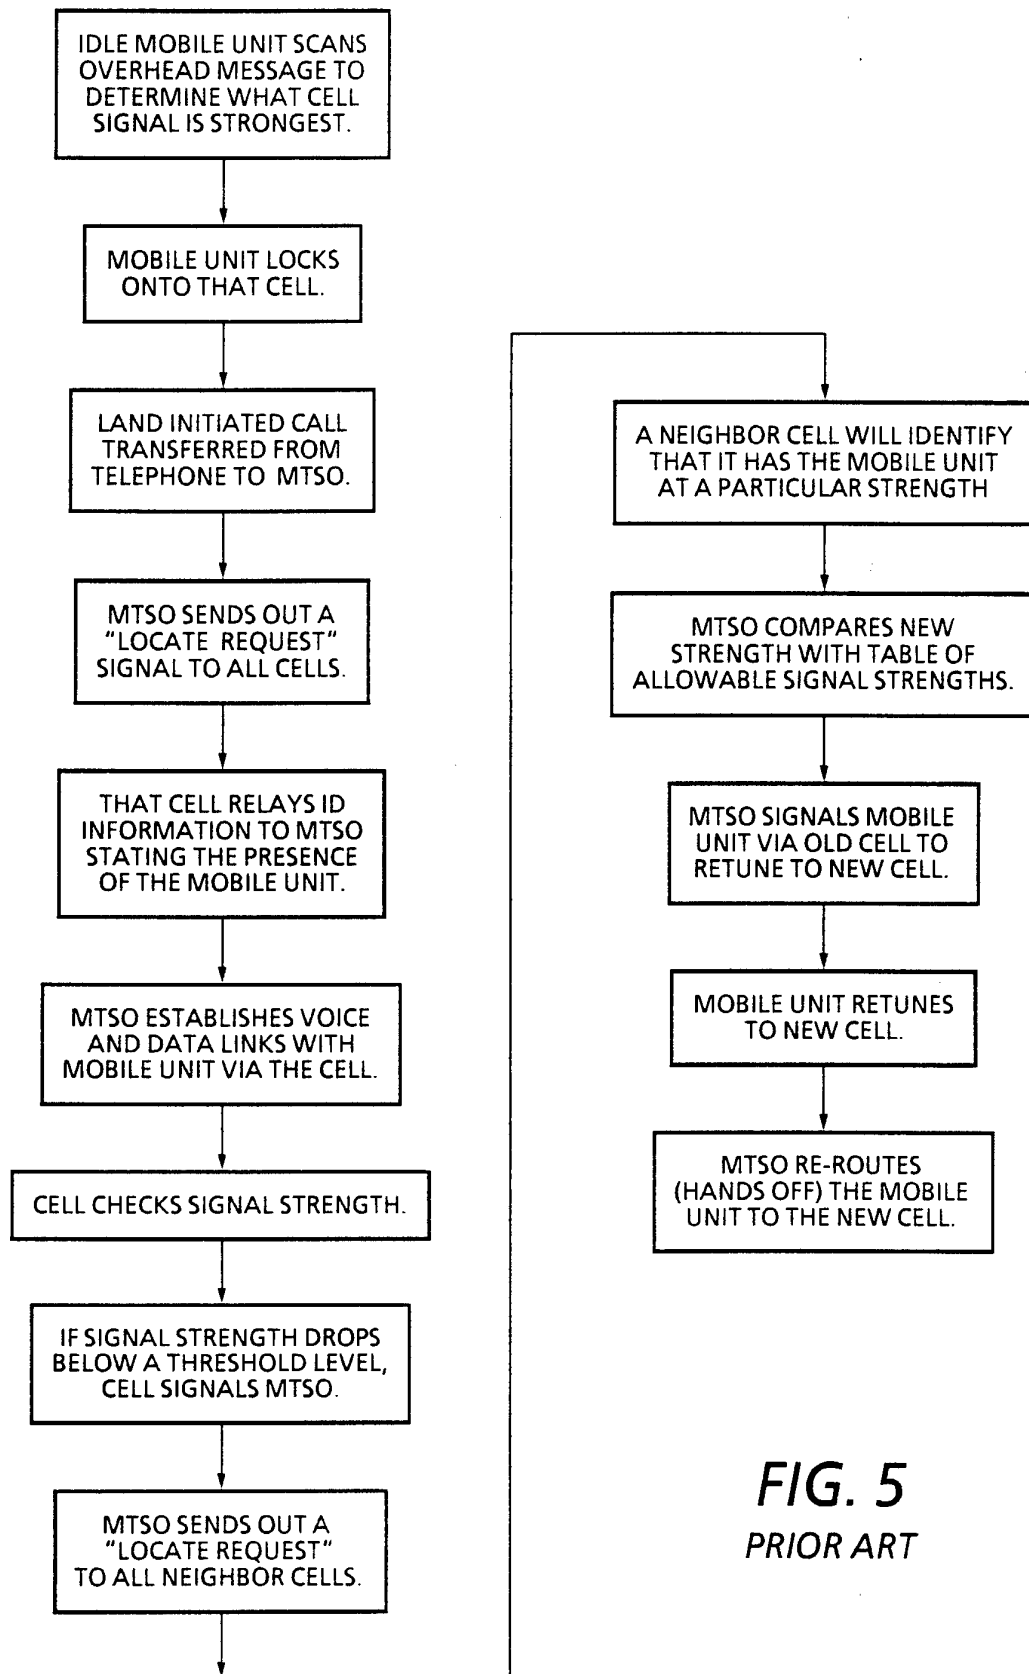 IDLE MOBILE UNIT SCANS
OVERHEAD MESSAGE TO
DETERMINE WHAT CELL
SIGNAL IS STRONGEST.
MOBILE UNIT LOCKS
ONTO THAT CELL.
LAND INITIATED CALL
TRANSFERRED FROM
TELEPHONE TO MTSO.
MTSO SENDS OUT A
"LOCATE REQUEST"
SIGNAL TO ALL CELLS.
THAT CELL RELAYS ID
INFORMATION TO MTSO
STATING THE PRESENCE
OF THE MOBILE UNIT.
MTSO ESTABLISHES VOICE
AND DATA LINKS WITH
MOBILE UNIT VIA THE CELL.
CELL CHECKS SIGNAL STRENGTH.
IF SIGNAL STRENGTH DROPS
BELOW A THRESHOLD LEVEL,
CELL SIGNALS MTSO.
MTSO SENDS OUT A
"LOCATE REQUEST"
TO ALL NEIGHBOR CELLS.
A NEIGHBOR CELL WILL IDENTIFY
THAT IT HAS THE MOBILE UNIT
AT A PARTICULAR STRENGTH
MTSO COMPARES NEW
STRENGTH WITH TABLE OF
ALLOWABLE SIGNAL STRENGTHS.
MTSO SIGNALS MOBILE
UNIT VIA OLD CELL TO
RETUNE TO NEW CELL.
MOBILE UNIT RETUNES
TO NEW CELL.
MTSO RE-ROUTES
(HANDS OFF) THE MOBILE
UNIT TO THE NEW CELL.
FIG. 5
PRIOR ART